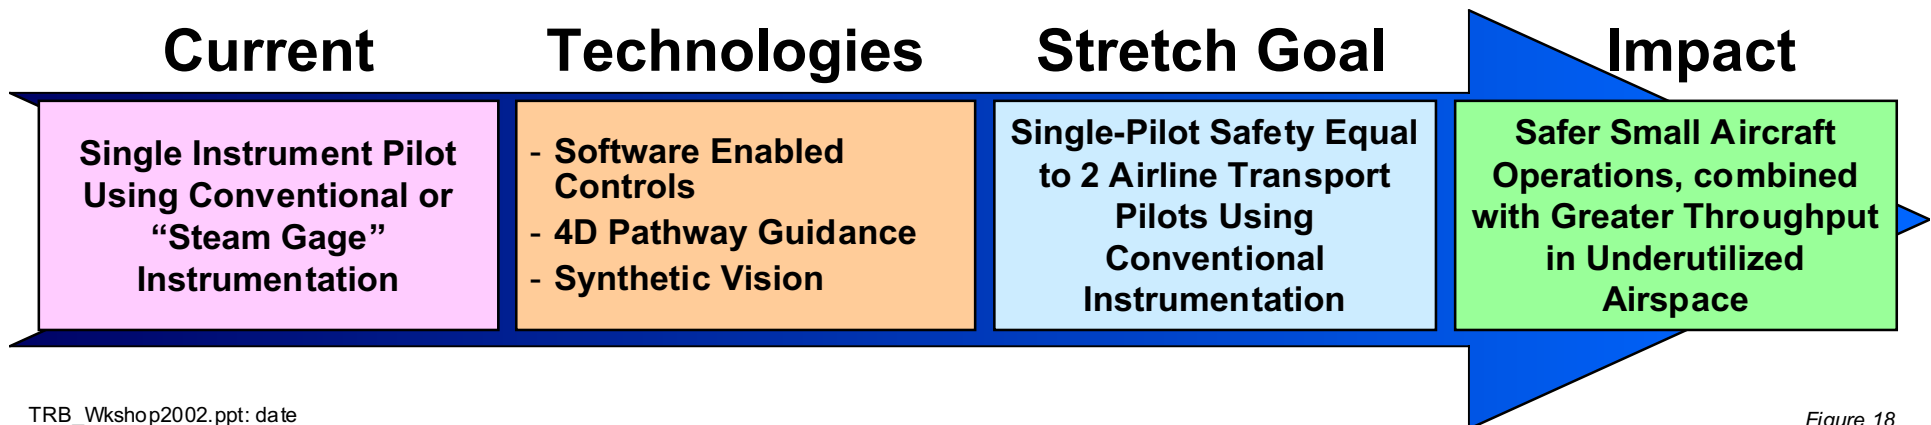 Current
Technologies
Stretch Goal
Impact
Single Instrument Pilot
Using Conventional or
“Steam Gage”
Instrumentation
- Software Enabled
Controls
- 4D Pathway Guidance
- Synthetic Vision
Single-Pilot Safety Equal
to 2 Airline Transport
Pilots Using
Conventional
Instrumentation
Safer Small Aircraft
Operations, combined
with Greater Throughput
in Underutilized
Airspace
TRB_Wkshop2002.ppt: date
Figure 18